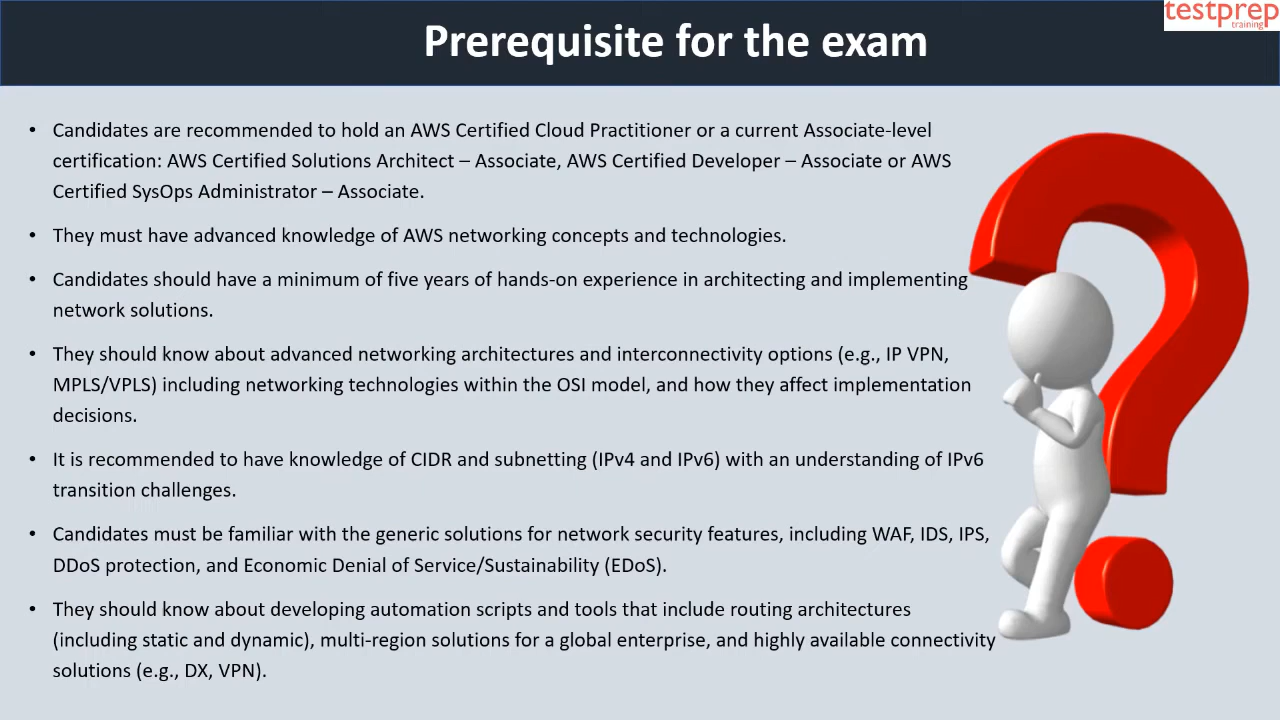 testprep
training
Prerequisite for the exam
• Candidates are recommended to hold an AWS Certified Cloud Practitioner or a current Associate-level
certification: AWS Certified Solutions Architect – Associate, AWS Certified Developer – Associate or AWS
Certified SysOps Administrator – Associate.
• They must have advanced knowledge of AWS networking concepts and technologies.
• Candidates should have a minimum of five years of hands-on experience in architecting and implementing
network solutions.
• They should know about advanced networking architectures and interconnectivity options (e.g., IP VPN,
MPLS/VPLS) including networking technologies within the OSI model, and how they affect implementation
decisions.
• It is recommended to have knowledge of CIDR and subnetting (IPv4 and IPv6) with an understanding of IPv6
transition challenges.
• Candidates must be familiar with the generic solutions for network security features, including WAF, IDS, IPS,
DDoS protection, and Economic Denial of Service/Sustainability (EDoS).
• They should know about developing automation scripts and tools that include routing architectures
(including static and dynamic), multi-region solutions for a global enterprise, and highly available connectivity
solutions (e.g., DX, VPN).